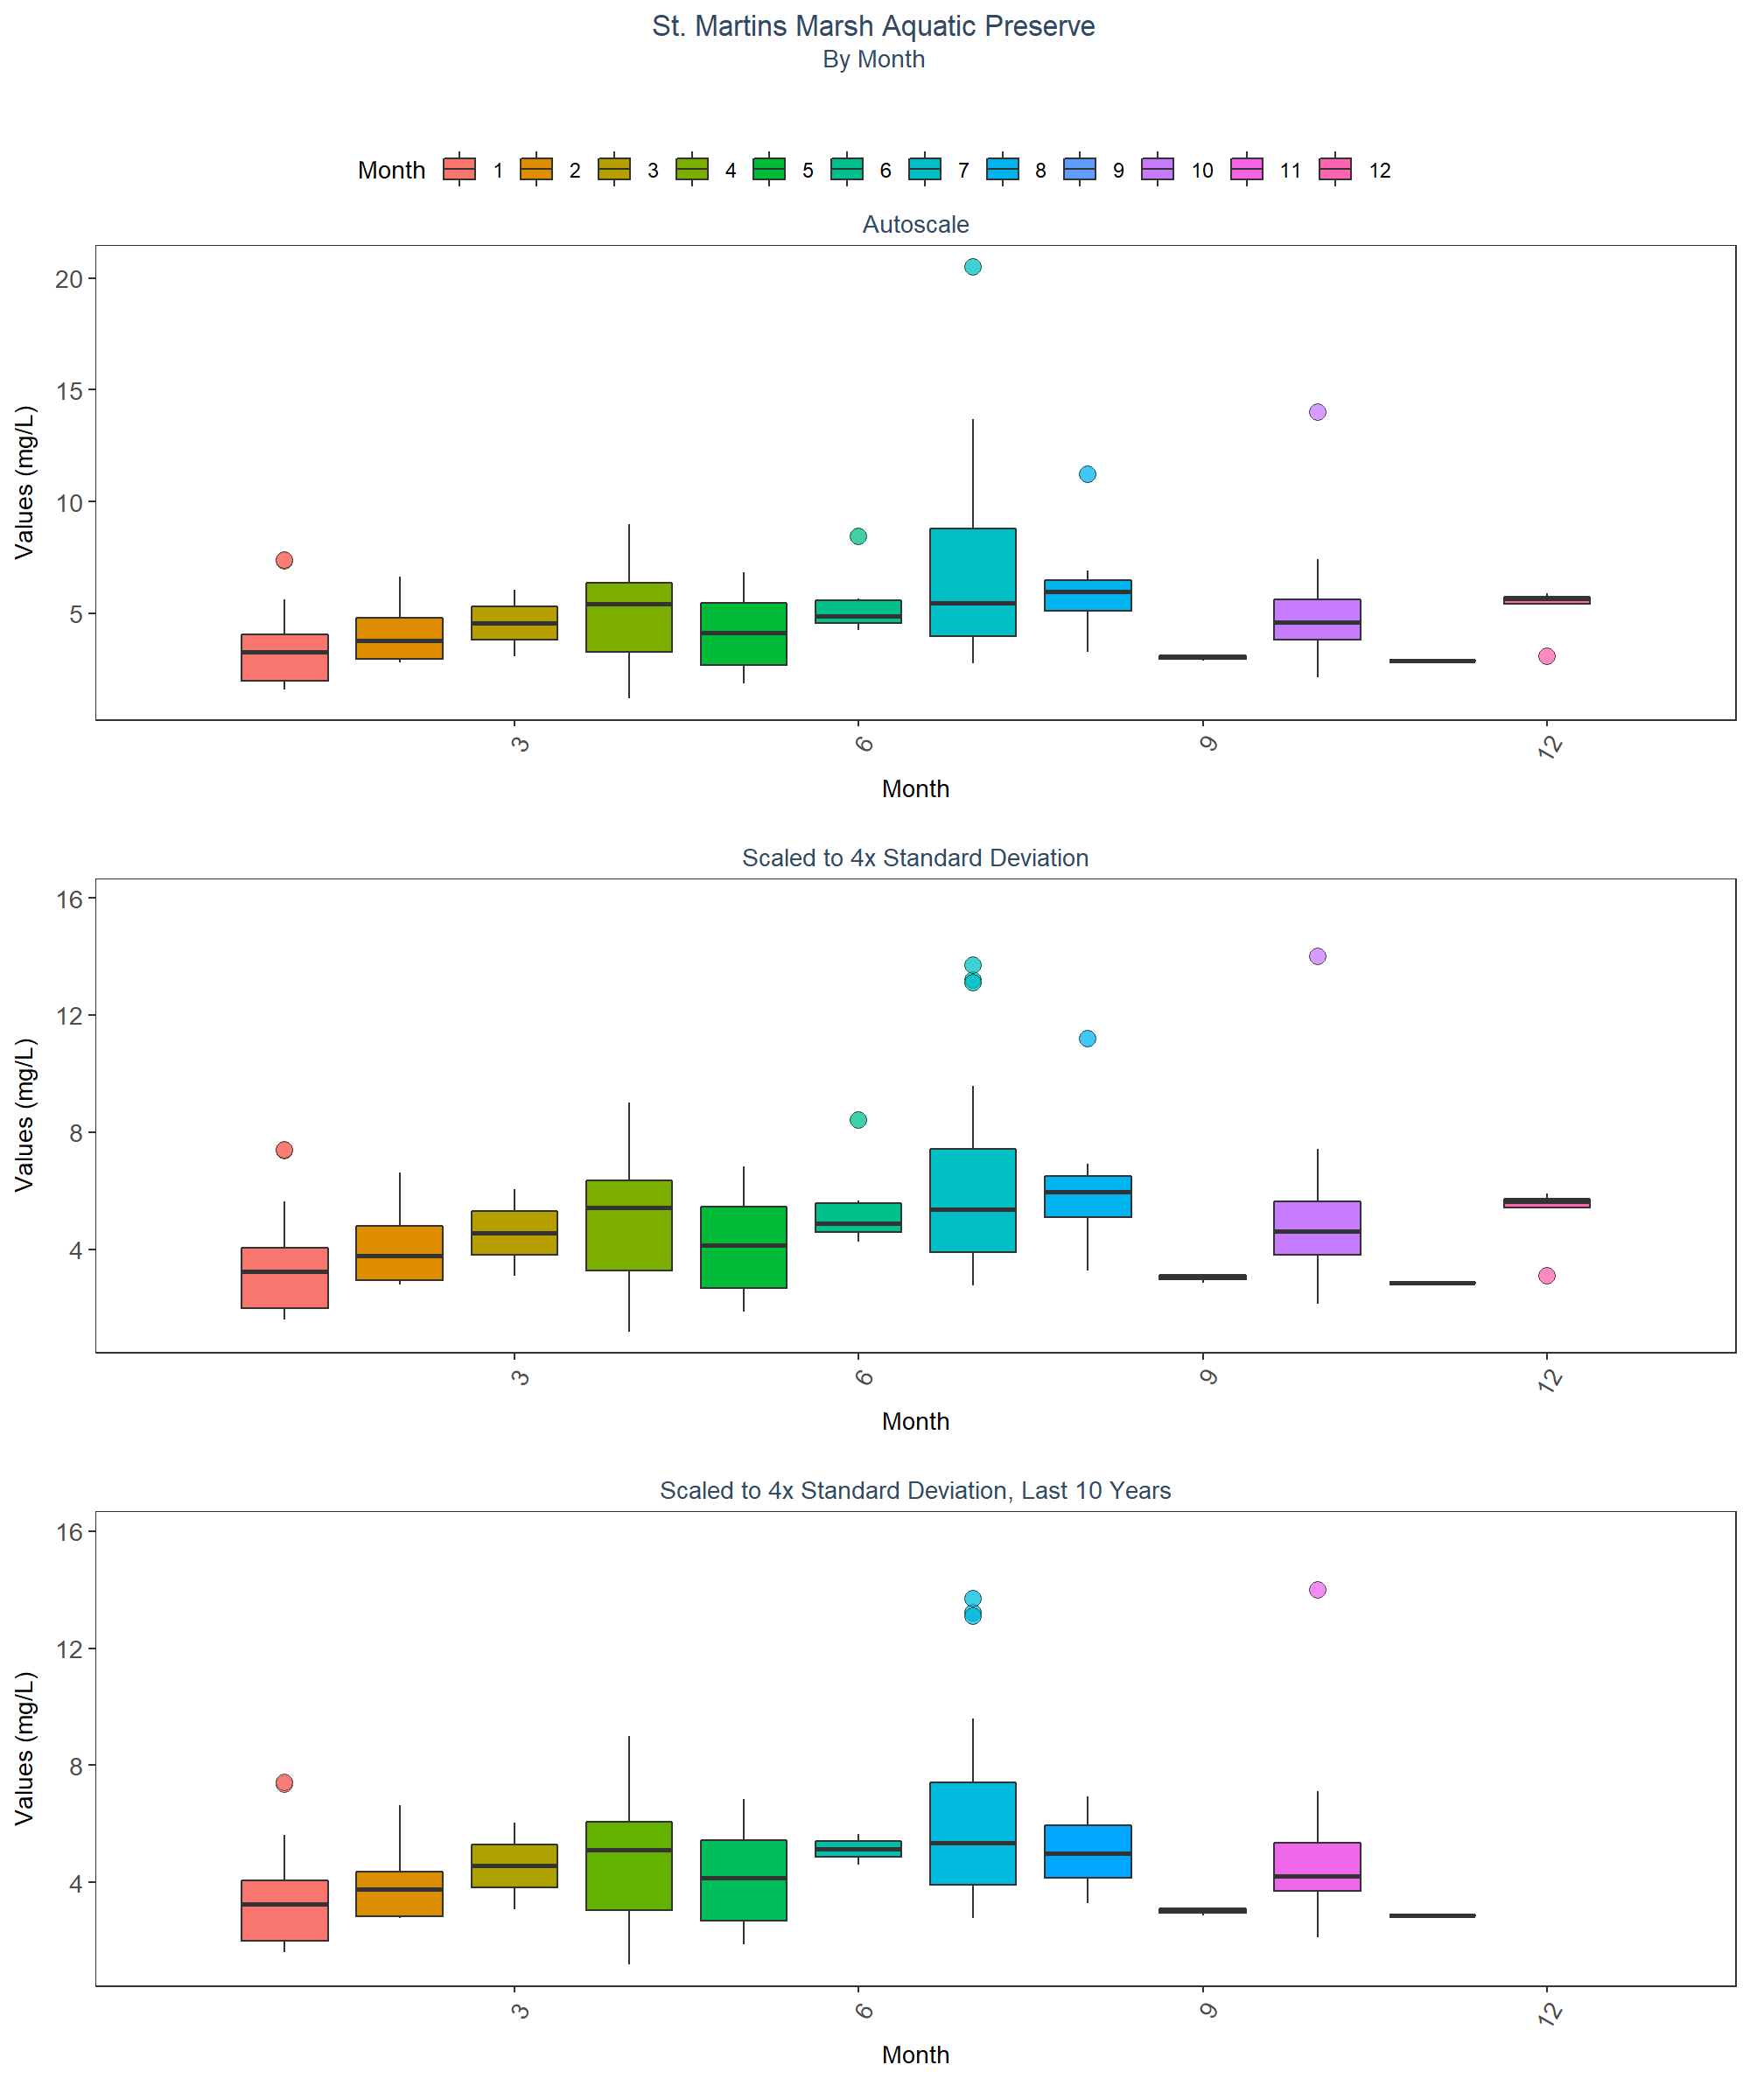 St. Martins Marsh Aquatic Preserve
By Month
Month 1 2 3 4 5 6 7 8 9 10 11 12
Autoscale
Values (mg/L)
20
15
10
5
3 6 9 12
Month
Scaled to 4x Standard Deviation
Values (mg/L)
16
12
8
4
3 6 9 12
Month
Scaled to 4x Standard Deviation, Last 10 Years
Values (mg/L)
16
12
8
4
3 6 9 12
Month